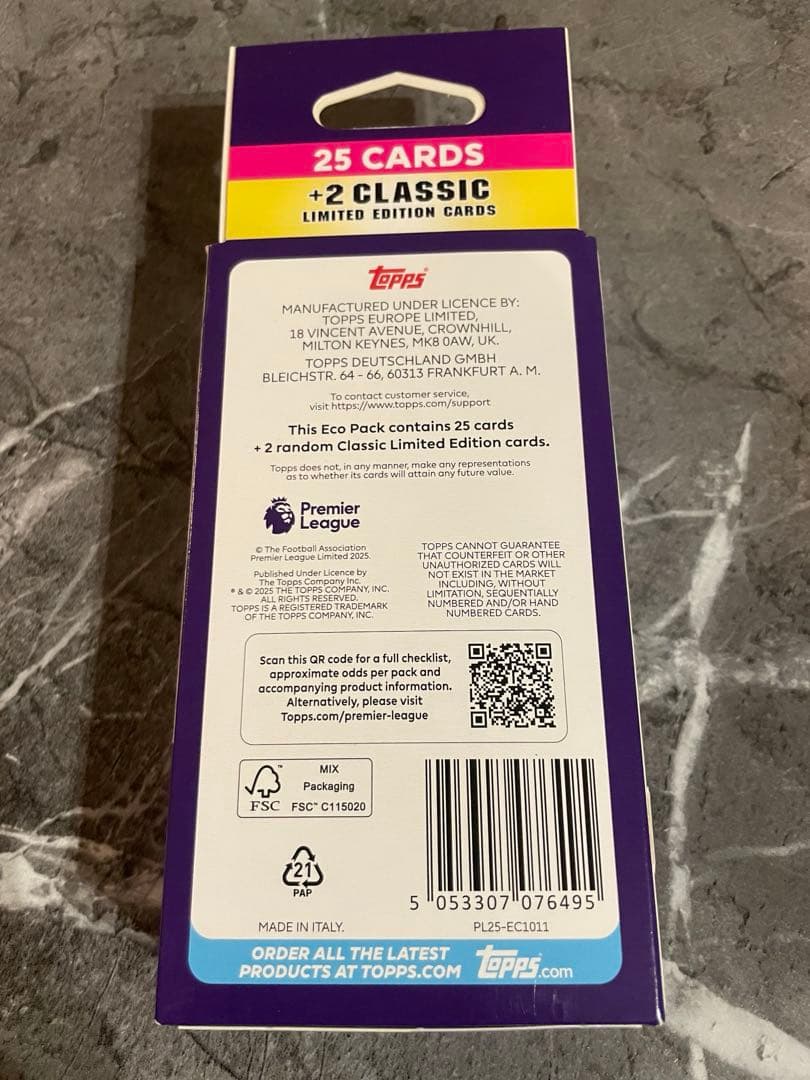 25 CARDS
+2 CLASSIC
LIMITED EDITION CARDS
Topps®
MANUFACTURED UNDER LICENCE BY:
TOPPS EUROPE LIMITED,
18 VINCENT AVENUE, CROWNHILL,
MILTON KEYNES, MK8 0AW, UK.
TOPPS DEUTSCHLAND GMBH
BLEICHSTR. 64 - 66, 60313 FRANKFURT A. M.
To contact customer service,
visit https://www.topps.com/support
This Eco Pack contains 25 cards
+ 2 random Classic Limited Edition cards.
Topps does not, in any manner, make any representations
as to whether its cards will attain any future value.
Premier
League
© The Football Association
Premier League Limited 2025.
Published Under Licence by
The Topps Company Inc.
® & © 2025 THE TOPPS COMPANY, INC.
ALL RIGHTS RESERVED.
TOPPS IS A REGISTERED TRADEMARK
OF THE TOPPS COMPANY, INC.
TOPPS CANNOT GUARANTEE
THAT COUNTERFEIT OR OTHER
UNAUTHORIZED CARDS WILL
NOT EXIST IN THE MARKET
INCLUDING, WITHOUT
LIMITATION, SEQUENTIALLY
NUMBERED AND/OR HAND
NUMBERED CARDS.
Scan this QR code for a full checklist,
approximate odds per pack and
accompanying product information.
Alternatively, please visit
Topps.com/premier-league
™
FSC
MIX
Packaging
FSC™ C115020
21
PAP
5 053307 076495
MADE IN ITALY.
PL25-EC1011
ORDER ALL THE LATEST
PRODUCTS AT TOPPS.COM
Topps.com